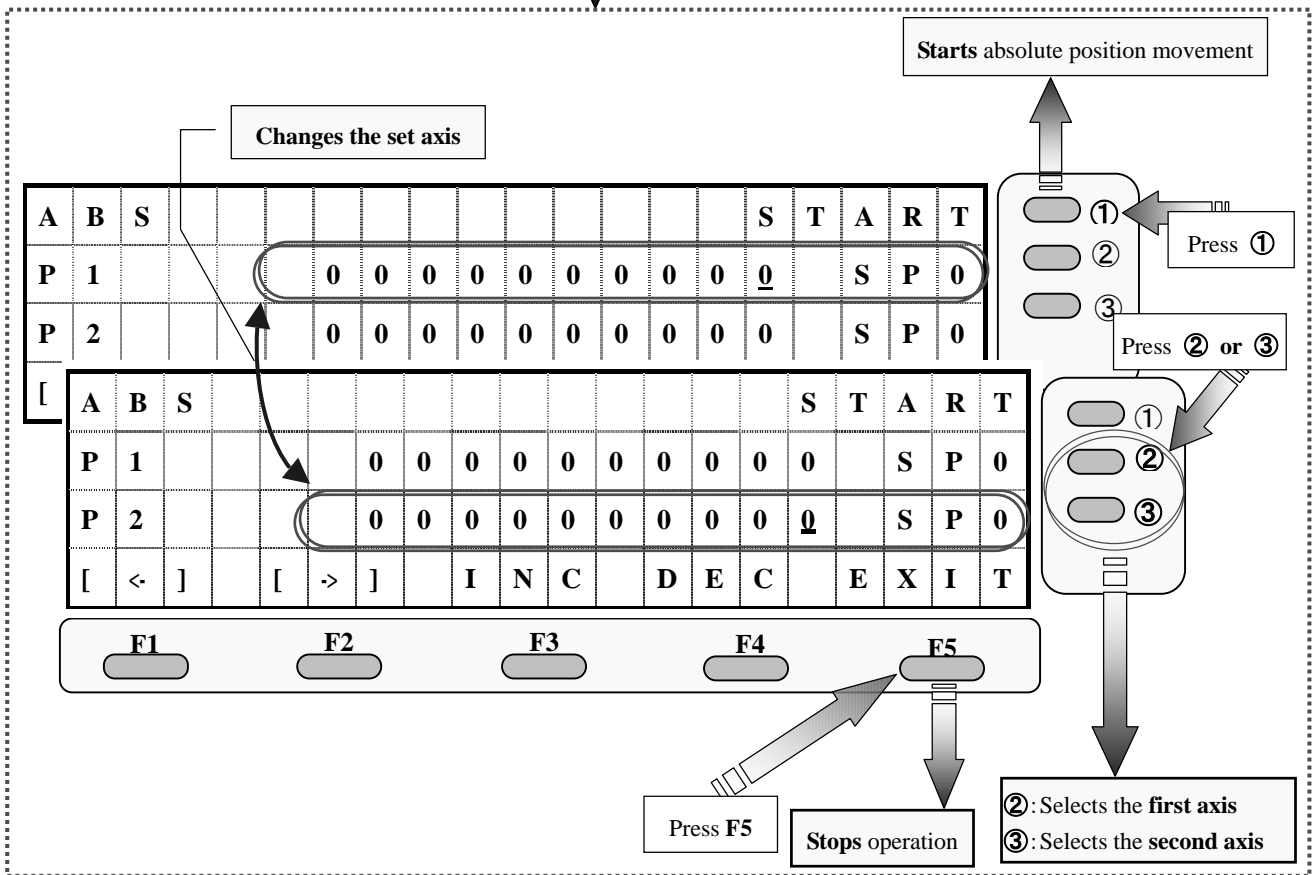 Starts absolute position movement
Changes the set axis
A B S S T A R T
P 1 0 0 0 0 0 0 0 0 0 0 S P 0
P 2 0 0 0 0 0 0 0 0 0 0 S P 0
[
①
②
③
Press ①
Press ② or ③
A B S S T A R T
P 1 0 0 0 0 0 0 0 0 0 0 S P 0
P 2 0 0 0 0 0 0 0 0 0 0 S P 0
[ <- ] [ -> ] I N C D E C E X I T
①
②
③
F1 F2 F3 F4 F5
Press F5
Stops operation
②:Selects the first axis
③:Selects the second axis